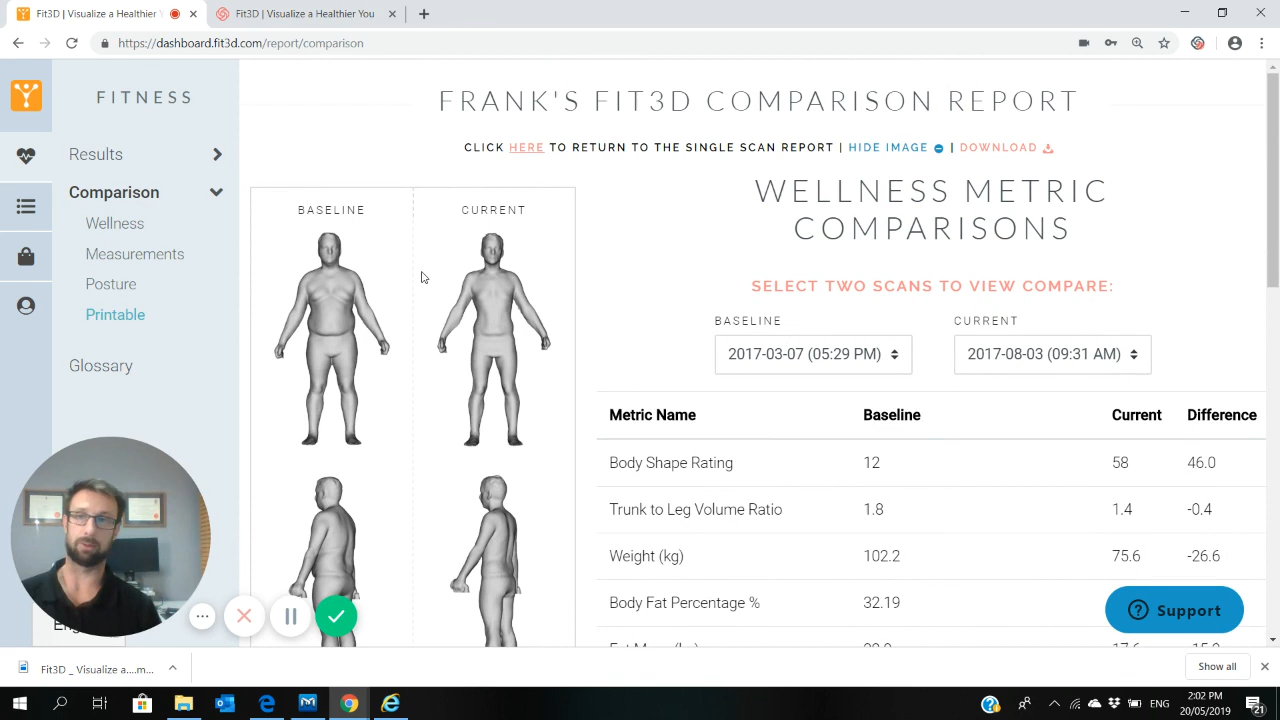 Fit3D | Visualize a Healthier Y
Fit3D | Visualize a Healthier You
https://dashboard.fit3d.com/report/comparison
FITNESS
Results
Comparison
Wellness
Measurements
Posture
Printable
Glossary
FRANK'S FIT3D COMPARISON REPORT
CLICK HERE TO RETURN TO THE SINGLE SCAN REPORT | HIDE IMAGE | DOWNLOAD
BASELINE CURRENT
WELLNESS METRIC
COMPARISONS
SELECT TWO SCANS TO VIEW COMPARE:
BASELINE CURRENT
2017-03-07 (05:29 PM) 2017-08-03 (09:31 AM)
Metric Name Baseline Current Difference
Body Shape Rating 12 58 46.0
Trunk to Leg Volume Ratio 1.8 1.4 -0.4
Weight (kg) 102.2 75.6 -26.6
Body Fat Percentage % 32.19
Support
Fit3D _ Visualize a....m...
Show all
ENG
2:02 PM
20/05/2019
21